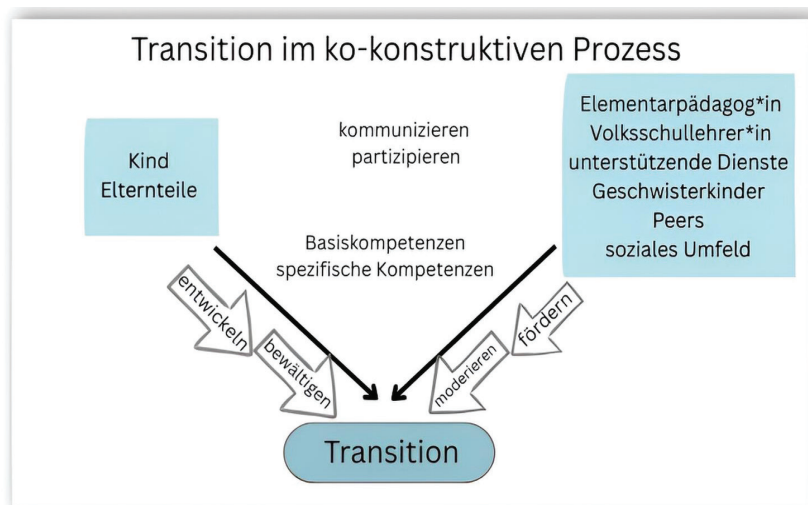 Transition im ko-konstruktiven Prozess
Kind
Elternteile
kommunizieren
partizipieren
Elementarpädagog*in
Volksschullehrer*in
unterstützende Dienste
Geschwisterkinder
Peers
soziales Umfeld
Basiskompetenzen
spezifische Kompetenzen
entwickeln
bewältigen
fördern
moderieren
Transition